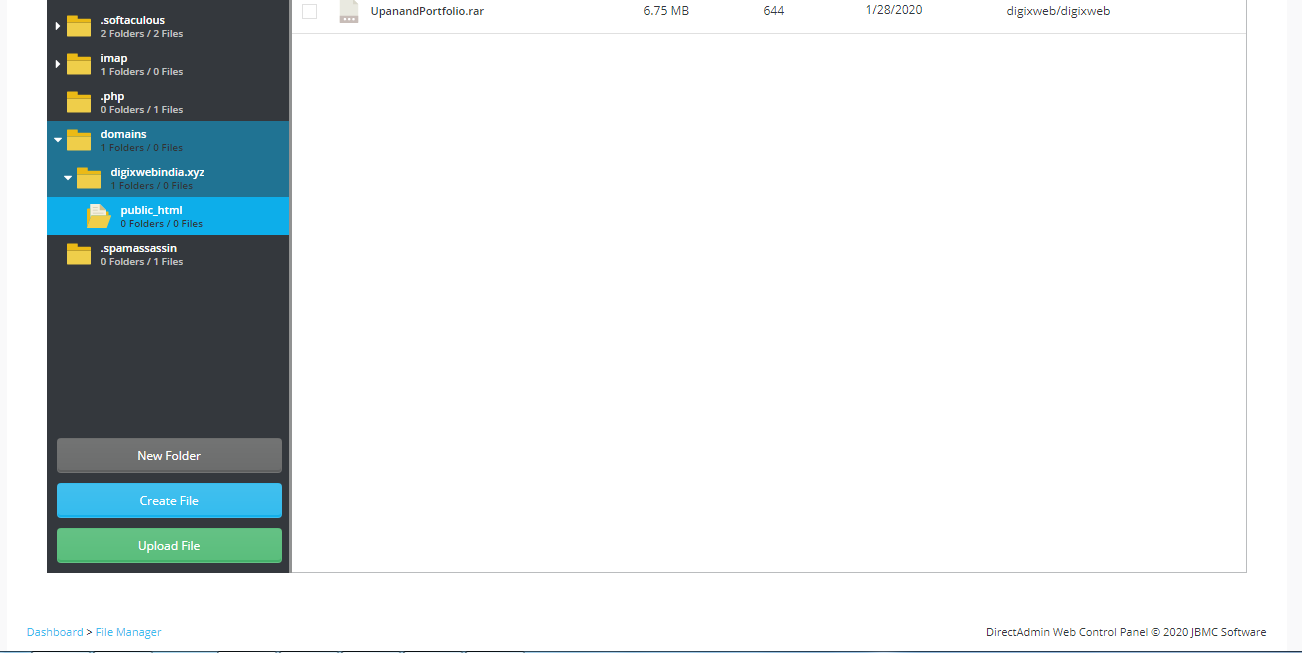 .softaculous
2 Folders / 2 Files
imap
1 Folders / 0 Files
.php
0 Folders / 1 Files
domains
1 Folders / 0 Files
digixwebindia.xyz
1 Folders / 0 Files
public_html
0 Folders / 0 Files
.spamassassin
0 Folders / 1 Files
New Folder
Create File
Upload File
UpanandPortfolio.rar 6.75 MB 644 1/28/2020 digixweb/digixweb
Dashboard > File Manager
DirectAdmin Web Control Panel © 2020 JBMC Software